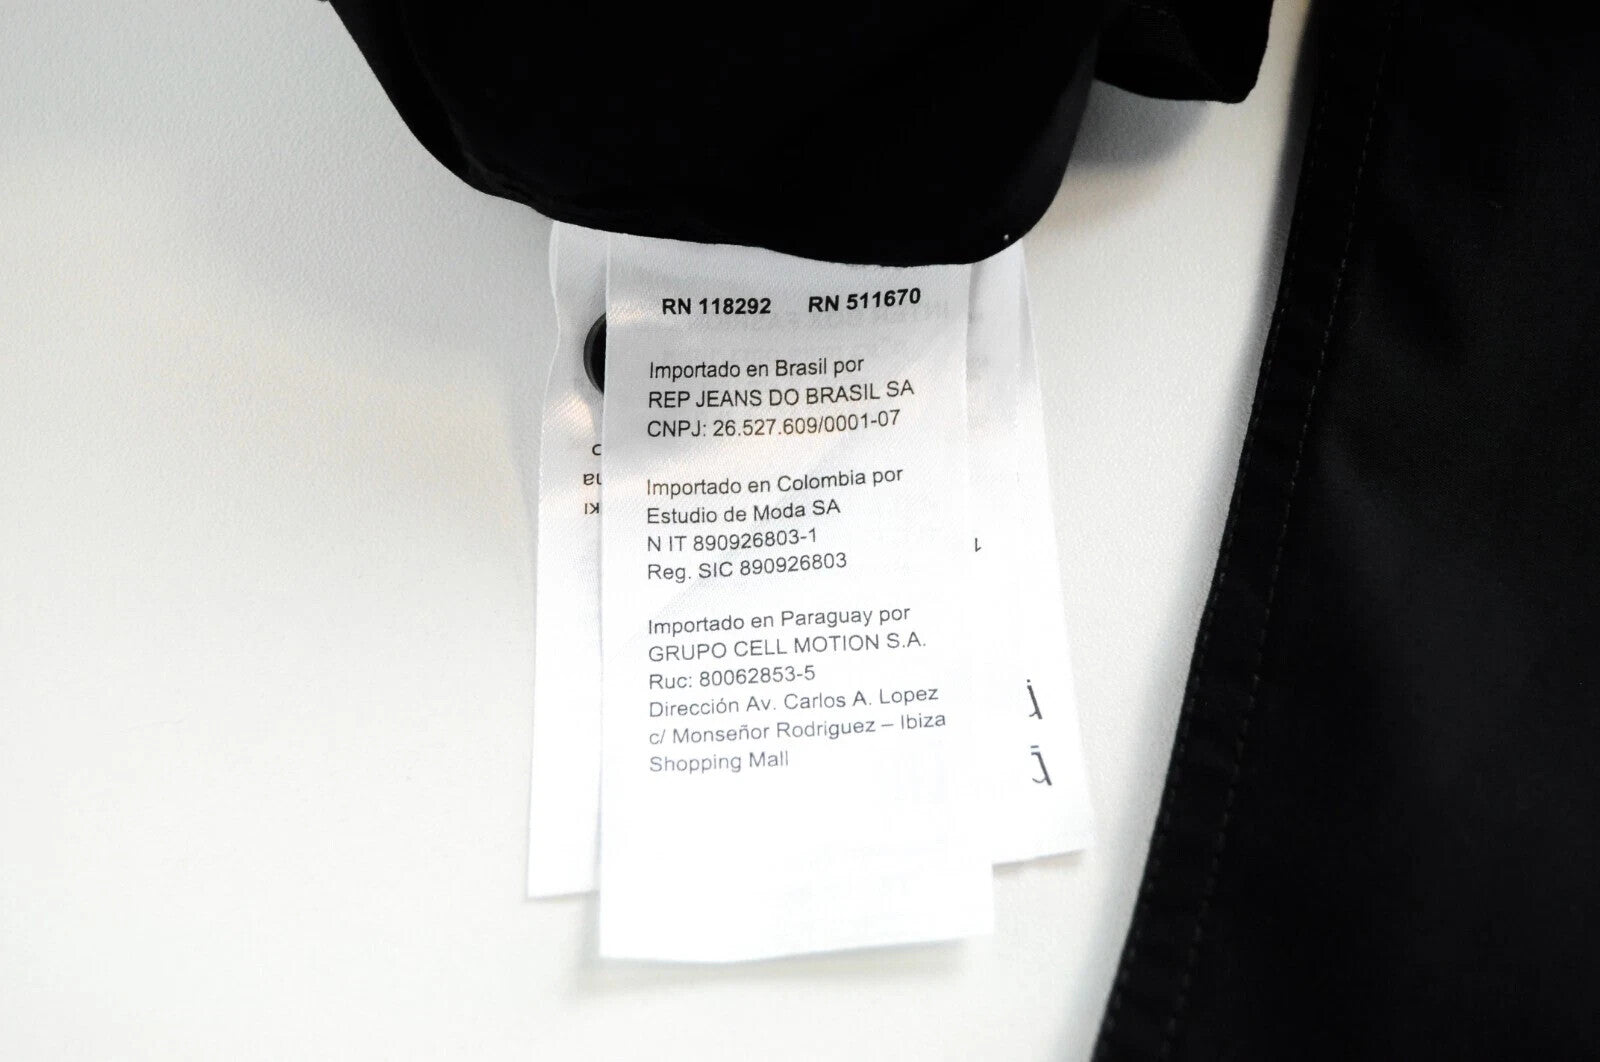 RN 118292 RN 511670
Importado en Brasil por
REP JEANS DO BRASIL SA
CNPJ: 26.527.609/0001-07
Importado en Colombia por
Estudio de Moda SA
N IT 890926803-1
Reg. SIC 890926803
Importado en Paraguay por
GRUPO CELL MOTION S.A.
Ruc: 80062853-5
Dirección Av. Carlos A. Lopez
c/ Monseñor Rodriguez – Ibiza
Shopping Mall